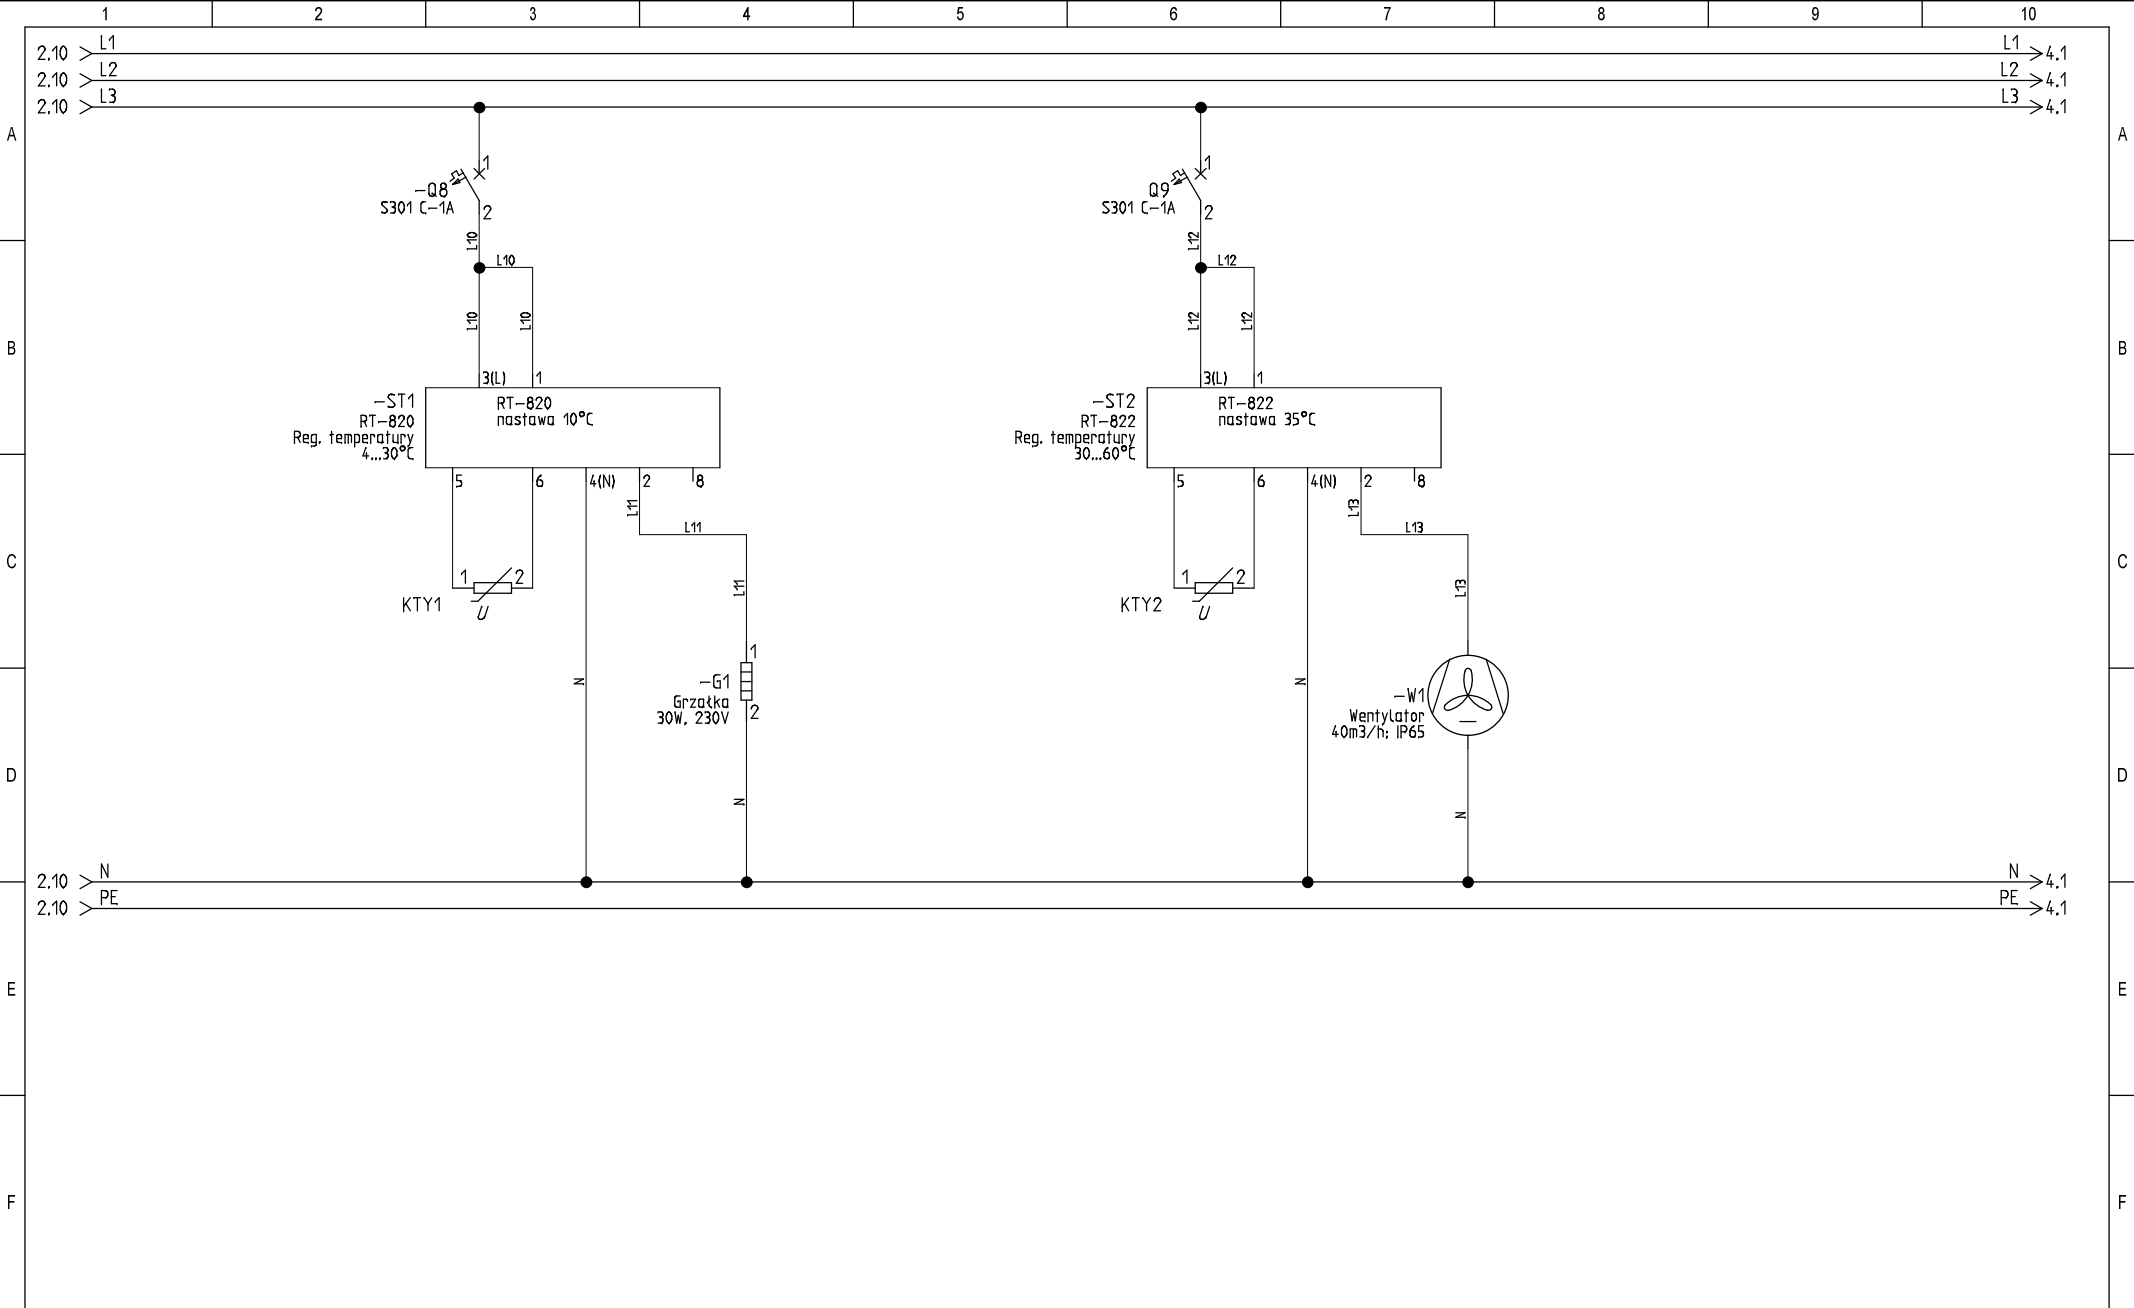 1 2 3 4 5 6 7 8 9 10
2.10 L1 L1 4.1
2.10 L2 L2 4.1
2.10 L3 L3 4.1
A A
1 1
-Q8 Q9
S301 C-1A S301 C-1A
2 2
L10 L12
L10 L12
L10 L10 L12 L12
B B
3(L) 1 3(L) 1
-ST1 RT-820 -ST2 RT-822
RT-820 nastawa 10°C RT-822 nastawa 35°C
Reg. temperatury Reg. temperatury
4...30°C 30...60°C
5 6 4(N) 2 8 5 6 4(N) 2 8
L11 L13
L11 L13
C C
1 2 L11 1 2 L13
KTY1 KTY2
U U
1
N -G1 N -W1
Grzałka Wentylator
30W, 230V 40m3/h; IP65
2
D D
N N
2.10 N N 4.1
2.10 PE PE 4.1
E E
F F